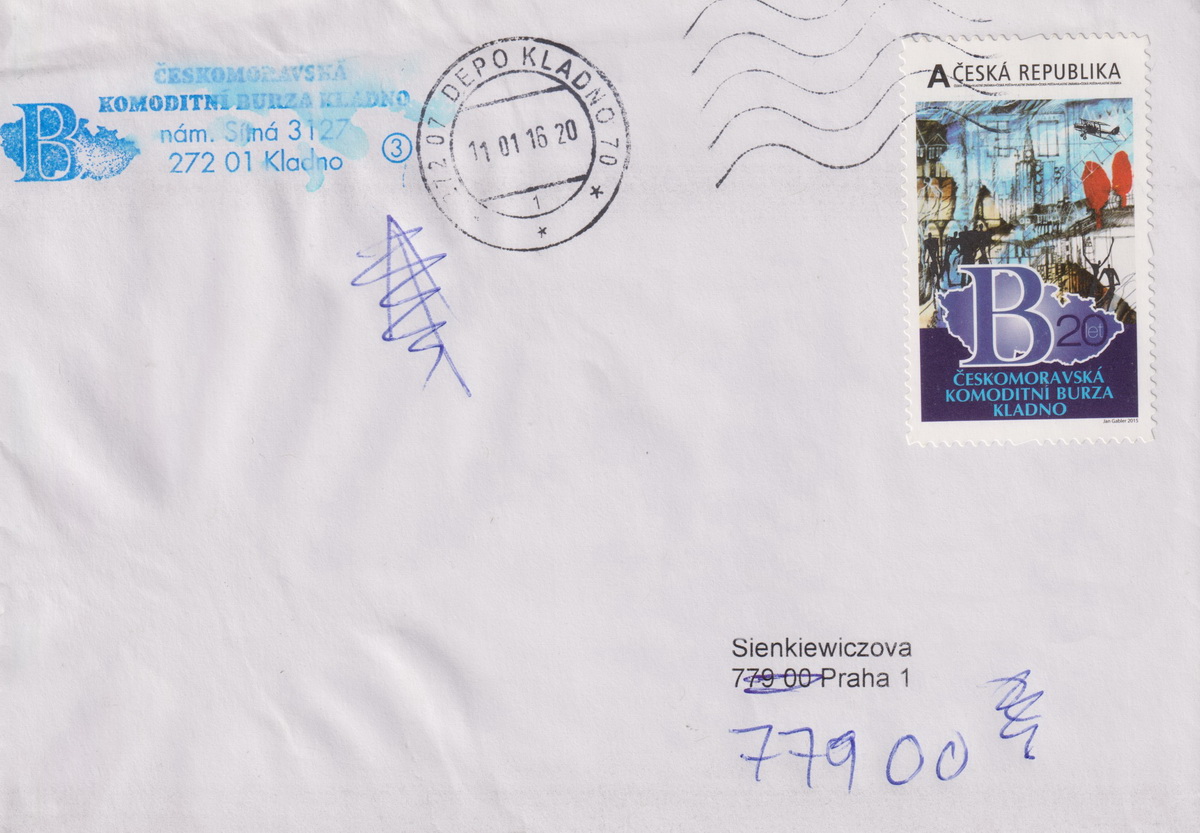 ČESKOMORAVSKÁ
KOMODITNÍ BURZA KLADNO
nám. Sítná 3127
272 01 Kladno
3
B
272 07 DEPO KLADNO 70
11 01 16 20
1
A ČESKÁ REPUBLIKA
B 20 let
ČESKOMORAVSKÁ
KOMODITNÍ BURZA
KLADNO
Jan Gabler 2015
Sienkiewiczova
779 00 Praha 1
779 00